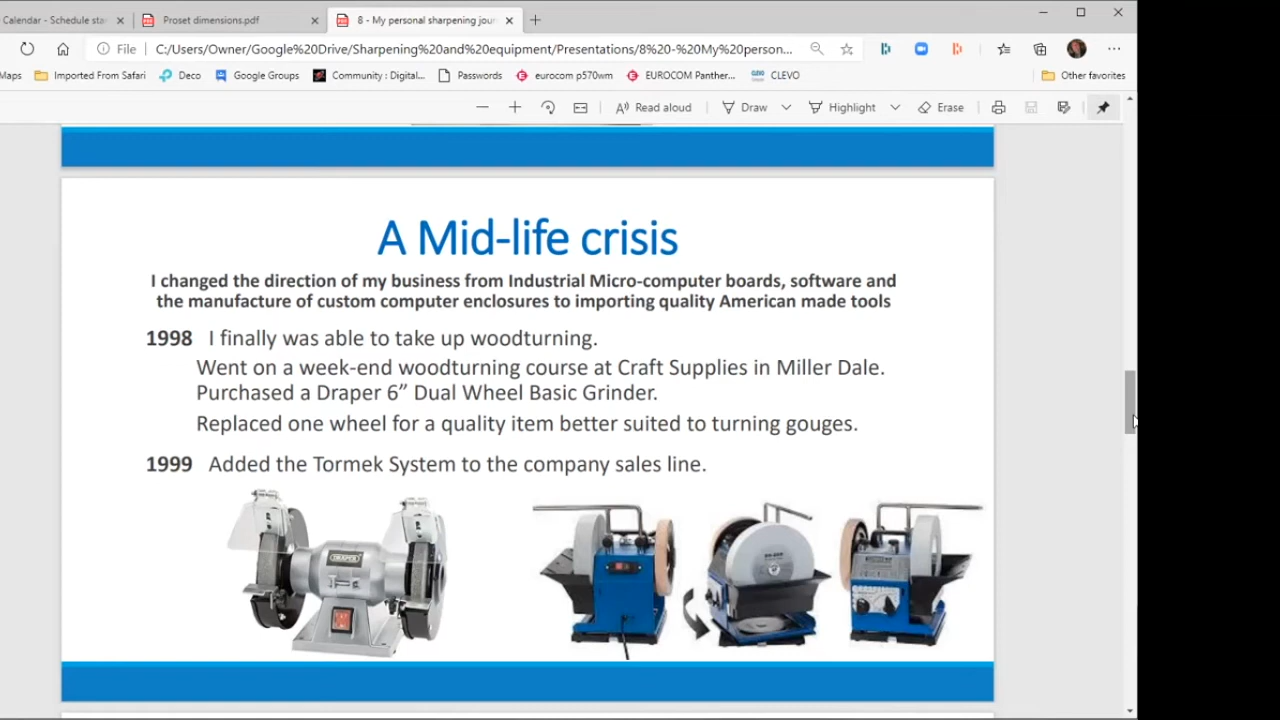 Calendar - Schedule sta
Proset dimensions.pdf
8 - My personal sharpening jour
File
C:/Users/Owner/Google%20Drive/Sharpening%20and%20equipment/Presentations/8%20-%20My%20person...
Maps
Imported From Safari
Deco
Google Groups
Community : Digital...
Passwords
eurocom p570wm
EUROCOM Panther...
CLEVO
Other favorites
Read aloud
Draw
Highlight
Erase
A Mid-life crisis
I changed the direction of my business from Industrial Micro-computer boards, software and
the manufacture of custom computer enclosures to importing quality American made tools
1998 I finally was able to take up woodturning.
Went on a week-end woodturning course at Craft Supplies in Miller Dale.
Purchased a Draper 6” Dual Wheel Basic Grinder.
Replaced one wheel for a quality item better suited to turning gouges.
1999 Added the Tormek System to the company sales line.
DRAPER